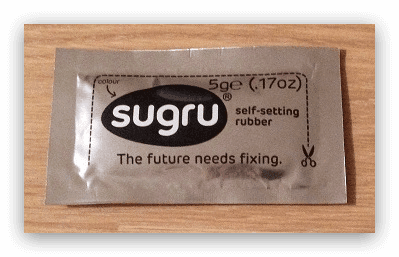 colour
5ge (.17oz)
sugru®
self-setting
rubber
The future needs fixing.